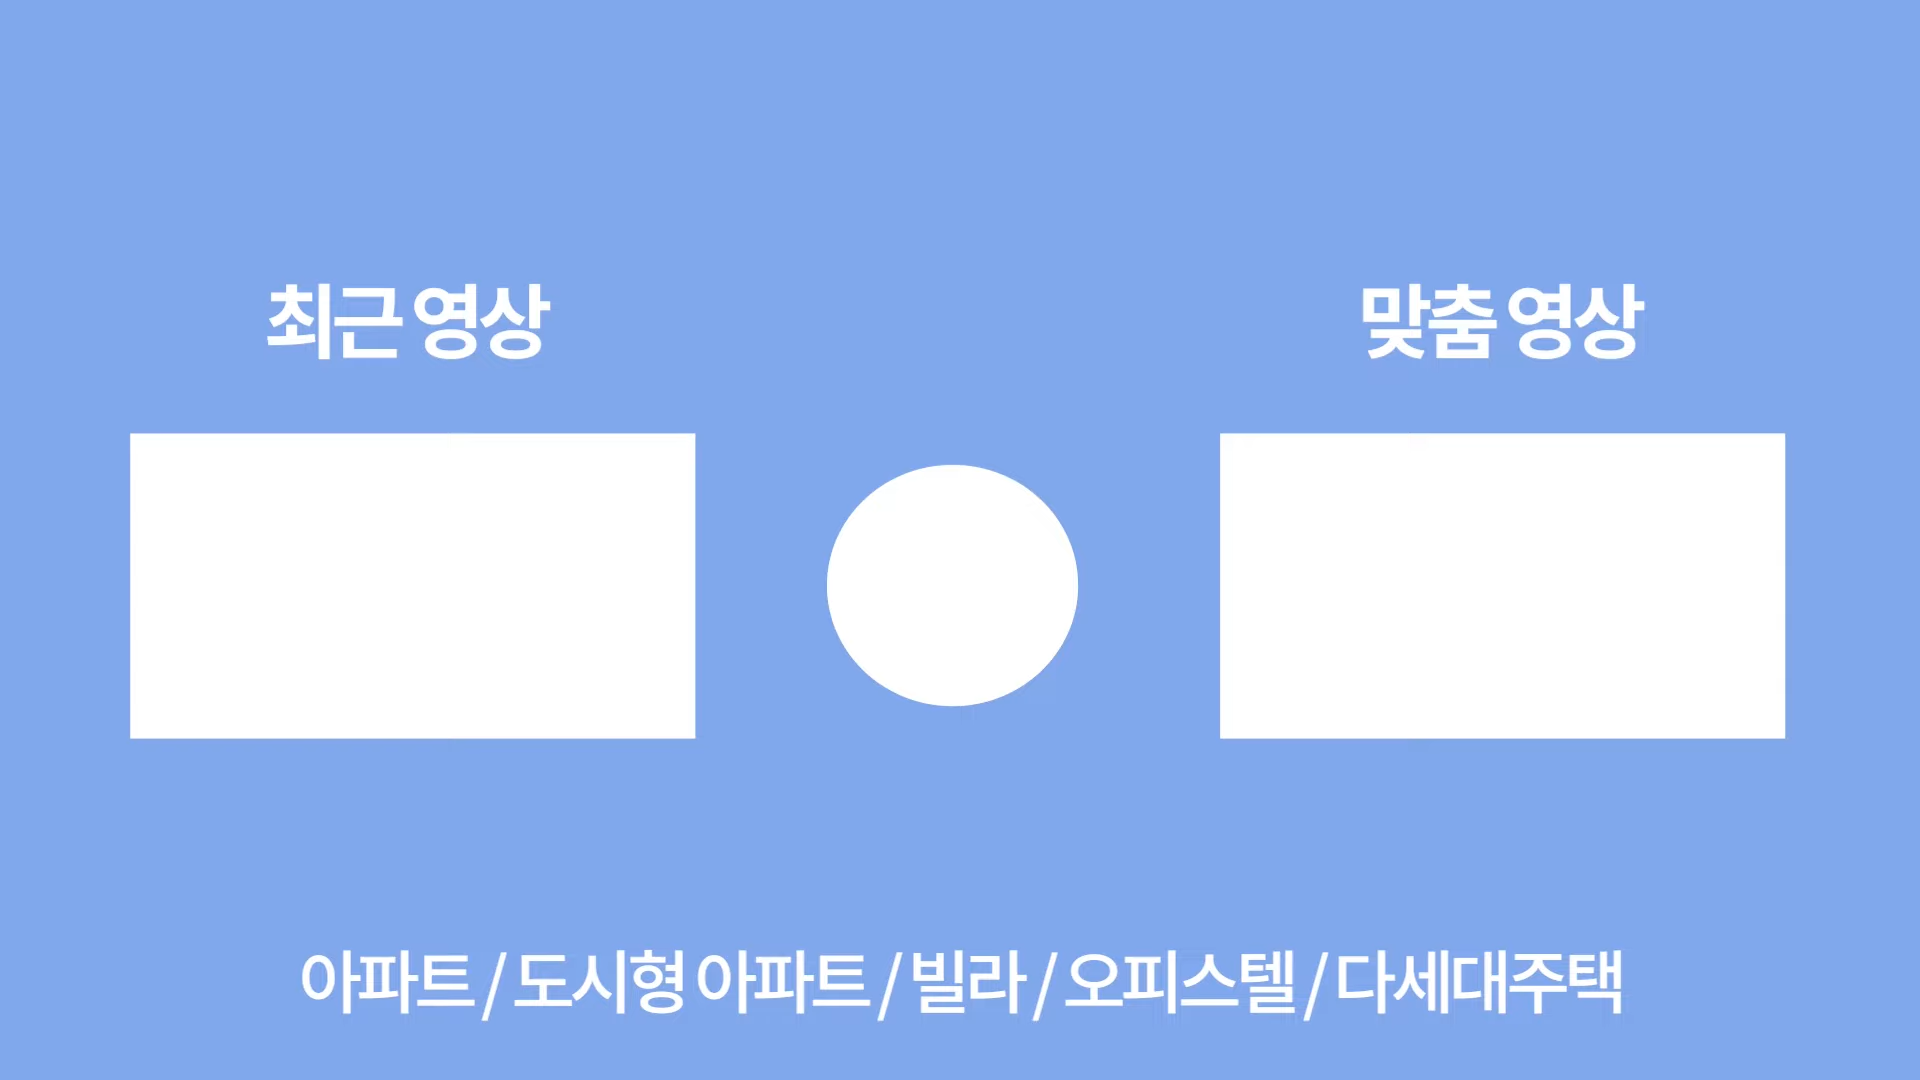 최근 영상
맞춤 영상
아파트 / 도시형 아파트 / 빌라 / 오피스텔 / 다세대주택